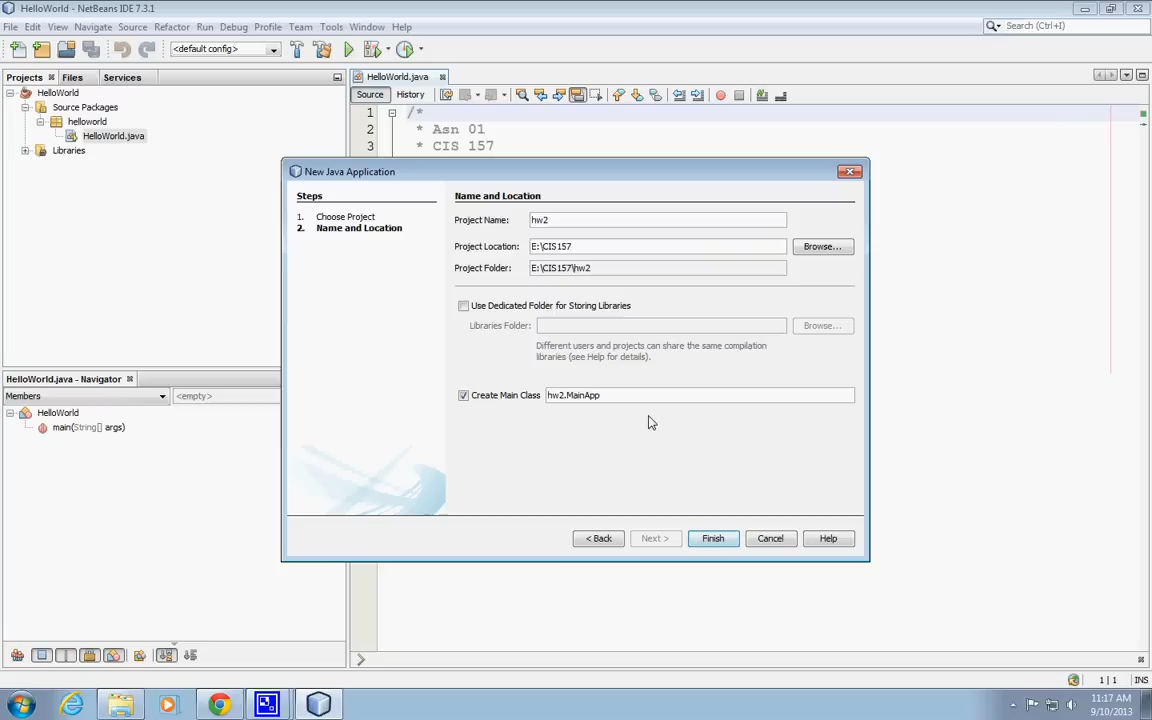 HelloWorld - NetBeans IDE 7.3.1
File Edit View Navigate Source Refactor Run Debug Profile Team Tools Window Help
Search (Ctrl+I)
<default config>
Projects Files Services
HelloWorld.java
HelloWorld
Source Packages
helloworld
HelloWorld.java
Libraries
Source History
1 /*
2 * Asn 01
3 * CIS 157
New Java Application
Steps
1. Choose Project
2. Name and Location
Name and Location
Project Name: hw2
Project Location: E:\CIS157 Browse...
Project Folder: E:\CIS157\hw2
Use Dedicated Folder for Storing Libraries
Libraries Folder: Browse...
Different users and projects can share the same compilation
libraries (see Help for details).
Create Main Class hw2.MainApp
< Back Next > Finish Cancel Help
HelloWorld.java - Navigator
Members <empty>
HelloWorld
main(String[] args)
1 | 1 INS
11:17 AM
9/10/2013